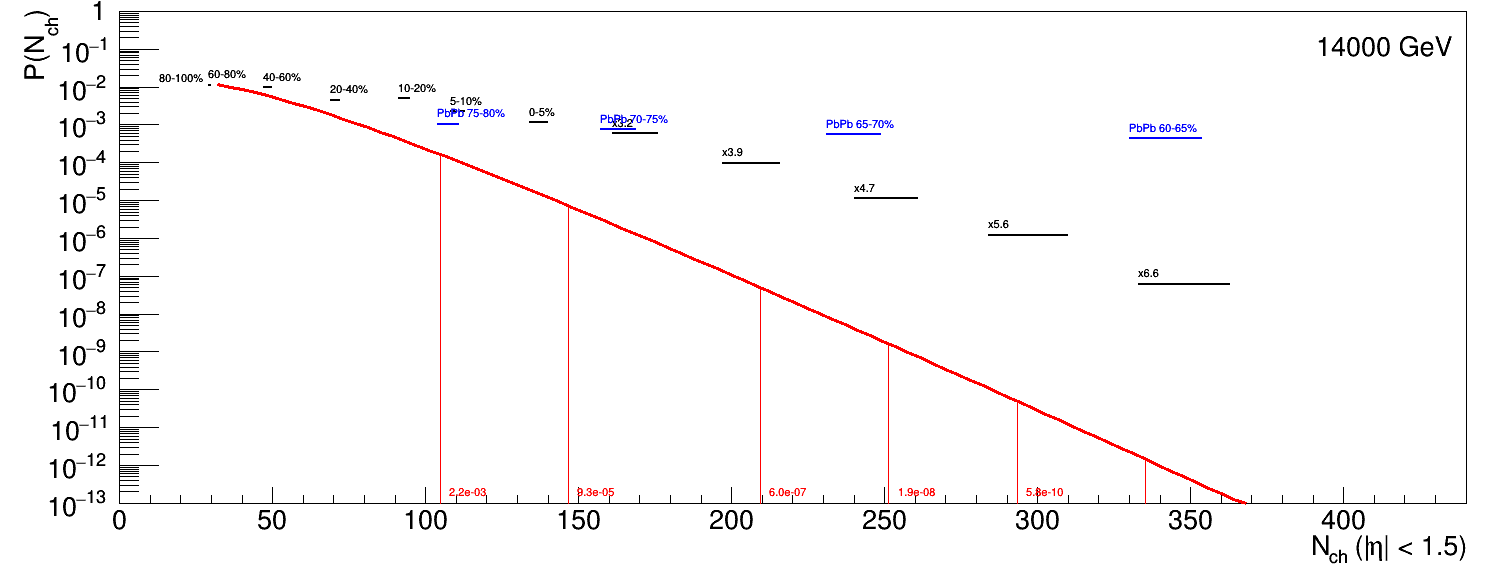 P(N_ch)
1
10⁻¹
10⁻²
10⁻³
10⁻⁴
10⁻⁵
10⁻⁶
10⁻⁷
10⁻⁸
10⁻⁹
10⁻¹⁰
10⁻¹¹
10⁻¹²
10⁻¹³
14000 GeV
80-100%
60-80%
40-60%
20-40%
10-20%
5-10%
PbPb 75-80%
0-5%
PbPb 70-75%
x3.2
PbPb 65-70%
PbPb 60-65%
x3.9
x4.7
x5.6
x6.6
2.2e-03
9.3e-05
6.0e-07
1.9e-08
0 50 100 150 200 250 300 350 400
N_ch (|η| < 1.5)